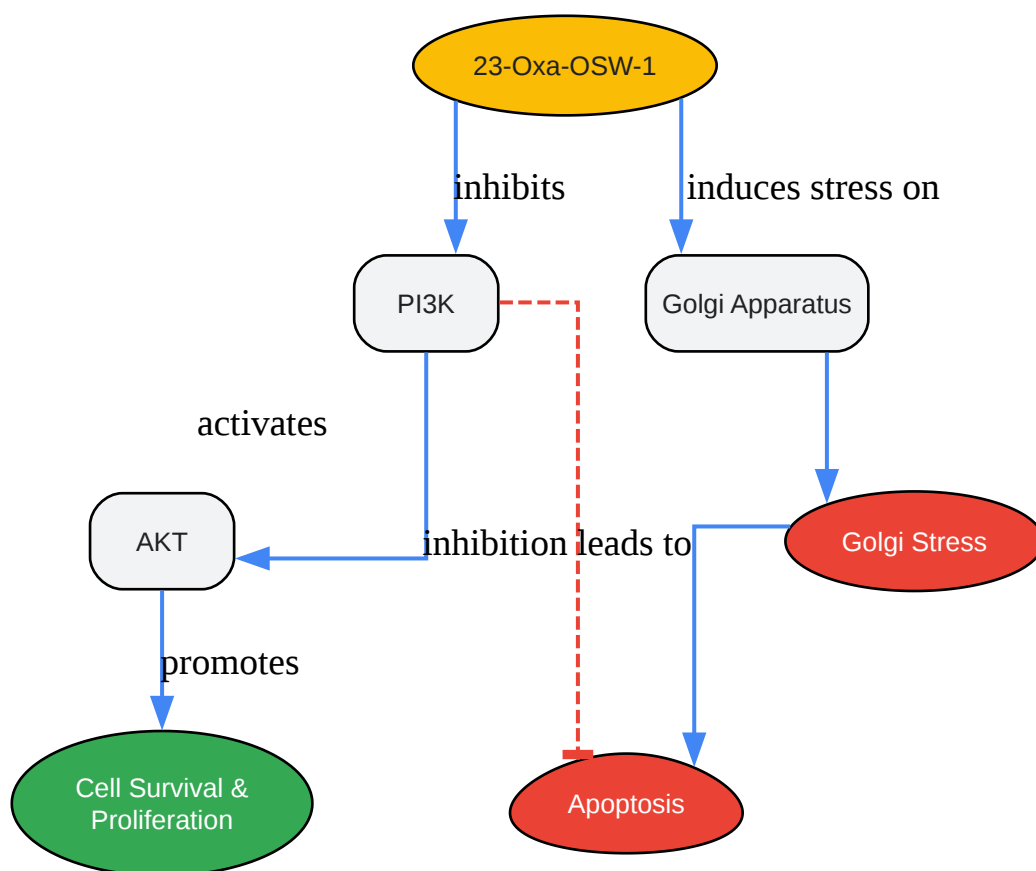 23-Oxa-OSW-1
inhibits
induces stress on
PI3K
Golgi Apparatus
activates
AKT
inhibition leads to
Golgi Stress
promotes
Cell Survival &
Proliferation
Apoptosis